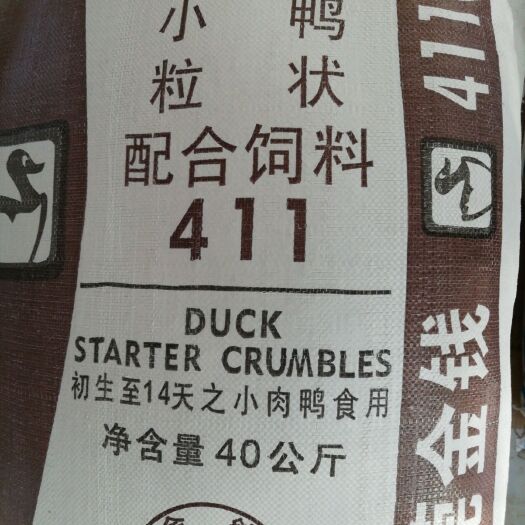 小鸭
粒状
配合饲料
411
DUCK
STARTER CRUMBLES
初生至14天之小肉鸭食用
净含量 40公斤
411
金钱